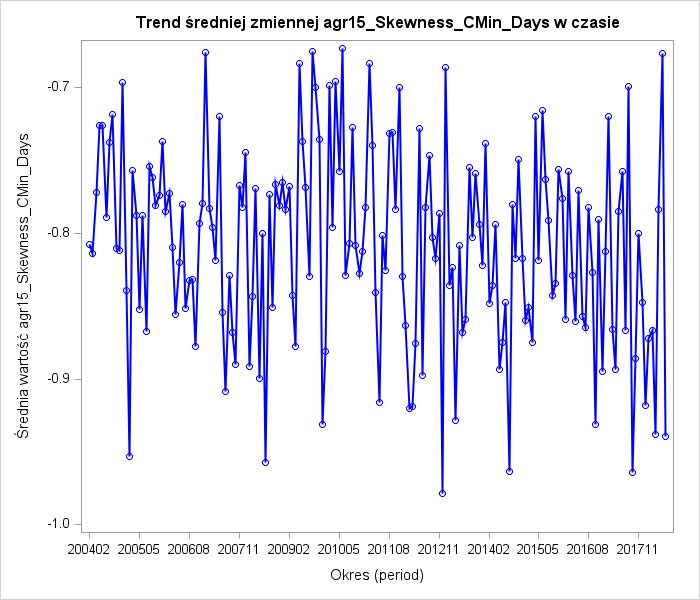 Trend średniej zmiennej agr15_Skewness_CMin_Days w czasie
Średnia wartość agr15_Skewness_CMin_Days
-0.7
-0.8
-0.9
-1.0
200402 200505 200608 200711 200902 201005 201108 201211 201402 201505 201608 201711
Okres (period)